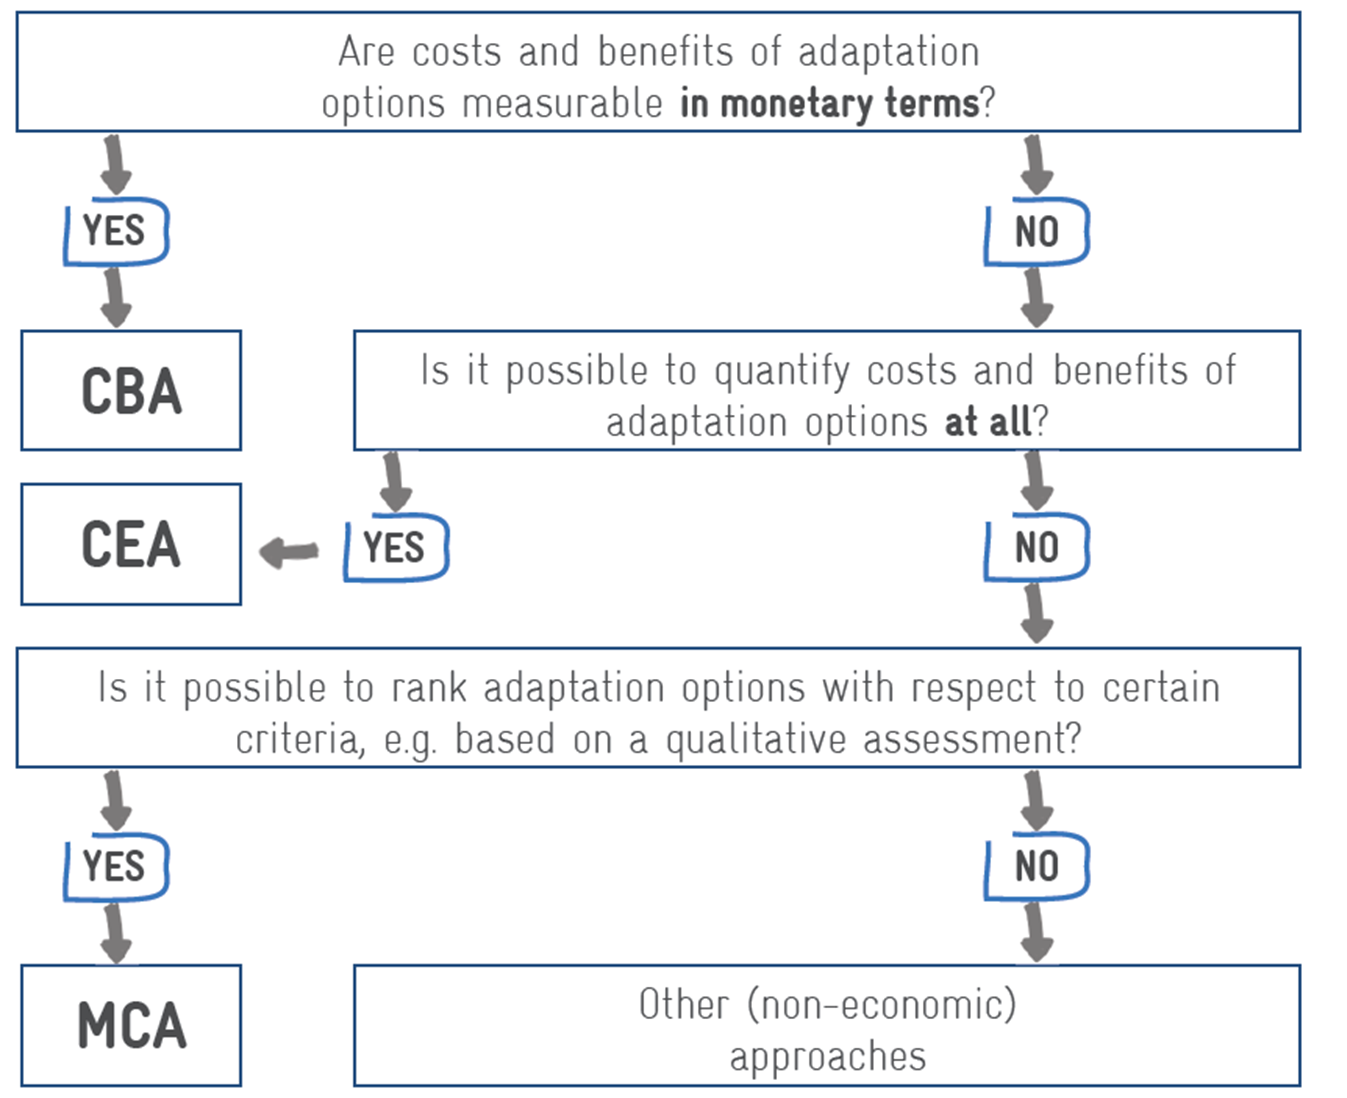 Are costs and benefits of adaptation
options measurable in monetary terms?
YES
NO
CBA
Is it possible to quantify costs and benefits of
adaptation options at all?
CEA
YES
NO
Is it possible to rank adaptation options with respect to certain
criteria, e.g. based on a qualitative assessment?
YES
NO
MCA
Other (non-economic)
approaches